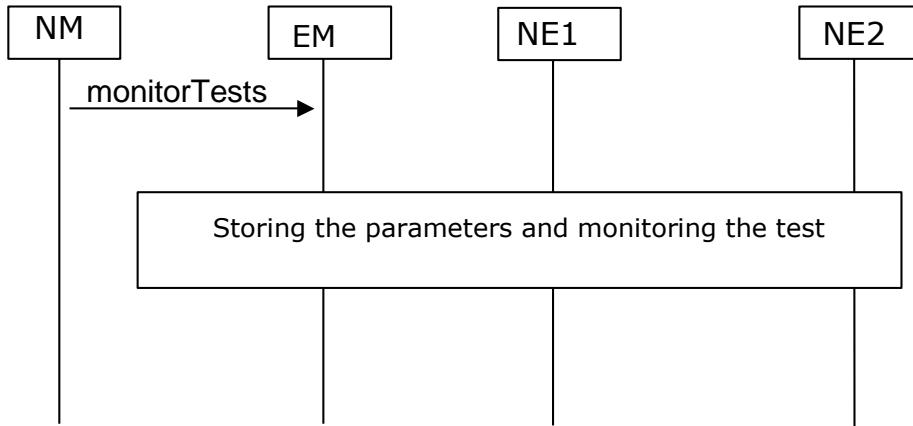 NM
EM
NE1
NE2
monitorTests
Storing the parameters and monitoring the test